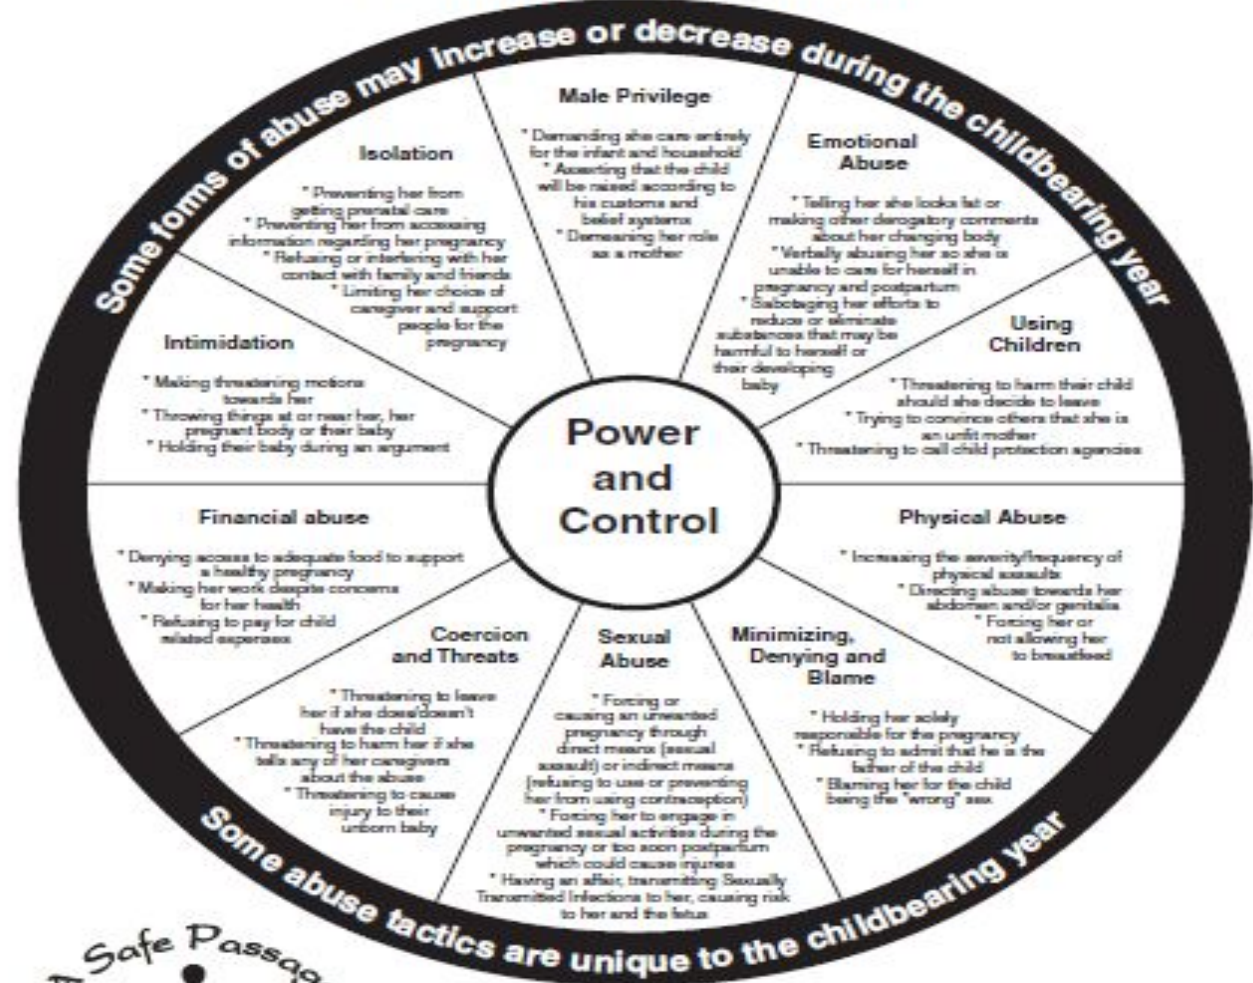 Some forms of abuse may increase or decrease during the childbearing year
Male Privilege
* Demanding she care entirely
for the infant and household
* Asserting that the child
will be raised according to
his customs and
belief systems
* Demeaning her role
as a mother
Emotional
Abuse
* Telling her she looks fat or
making other derogatory comments
about her changing body
* Verbally abusing her so she is
unable to care for herself in
pregnancy and postpartum
* Sabotaging her efforts to
reduce or eliminate
substances that may be
harmful to herself or
their developing
baby
Using
Children
* Threatening to harm their child
should she decide to leave
* Trying to convince others that she is
an unfit mother
* Threatening to call child protection agencies
Physical Abuse
* Increasing the severity/frequency of
physical assaults
* Directing abuse towards her
abdomen and/or genitalia
* Forcing her or
not allowing her
to breastfeed
Minimizing,
Denying and
Blame
* Holding her solely
responsible for the pregnancy
* Refusing to admit that he is the
father of the child
* Blaming her for the child
being the "wrong" sex
Sexual
Abuse
* Forcing or
causing an unwanted
pregnancy through
direct means (sexual
assault) or indirect means
(refusing to use or preventing
her from using contraception)
* Forcing her to engage in
unwanted sexual activities during the
pregnancy or too soon postpartum
which could cause injuries
* Having an affair, transmitting Sexually
Transmitted Infections to her, causing risk
to her and the fetus
Coercion
and Threats
* Threatening to leave
her if she does/doesn't
have the child
* Threatening to harm her if she
tells any of her caregivers
about the abuse
* Threatening to cause
injury to their
unborn baby
Financial abuse
* Denying access to adequate food to support
a healthy pregnancy
* Making her work despite concerns
for her health
* Refusing to pay for child
related expenses
Intimidation
* Making threatening motions
towards her
* Throwing things at or near her, her
pregnant body or their baby
* Holding their baby during an argument
Isolation
* Preventing her from
getting prenatal care
* Preventing her from accessing
information regarding her pregnancy
* Refusing or interfering with her
contact with family and friends
* Limiting her choice of
caregiver and support
people for the
pregnancy
Power
and
Control
Some abuse tactics are unique to the childbearing year
A Safe Passag